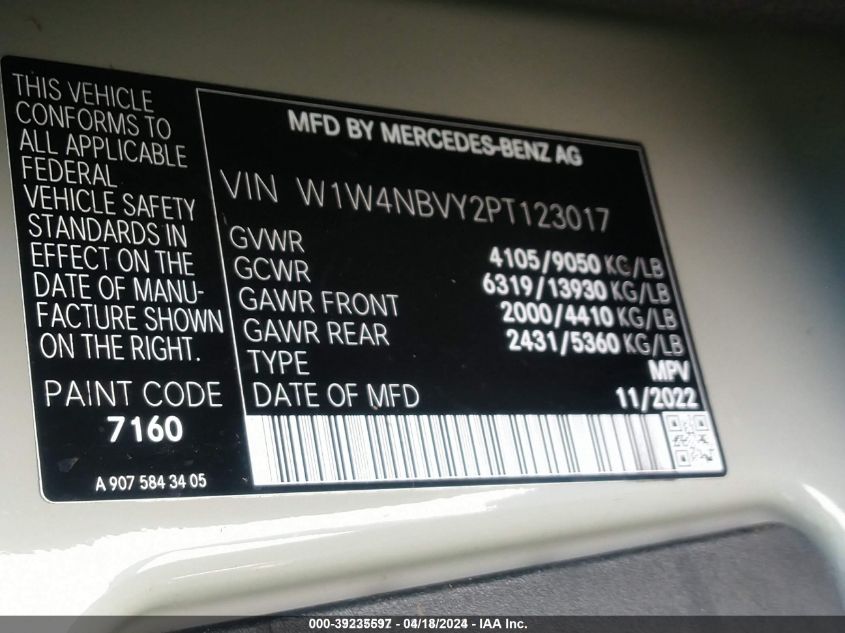 THIS VEHICLE
CONFORMS TO
ALL APPLICABLE
FEDERAL
VEHICLE SAFETY
STANDARDS IN
EFFECT ON THE
DATE OF MANU-
FACTURE SHOWN
ON THE RIGHT.
PAINT CODE
7160
A 907 584 34 05
MFD BY MERCEDES-BENZ AG
VIN W1W4NBVY2PT123017
GVWR 4105/9050 KG/LB
GCWR 6319/13930 KG/LB
GAWR FRONT 2000/4410 KG/LB
GAWR REAR 2431/5360 KG/LB
TYPE MPV
DATE OF MFD 11/2022
000-39235597 - 04/18/2024 - IAA Inc.